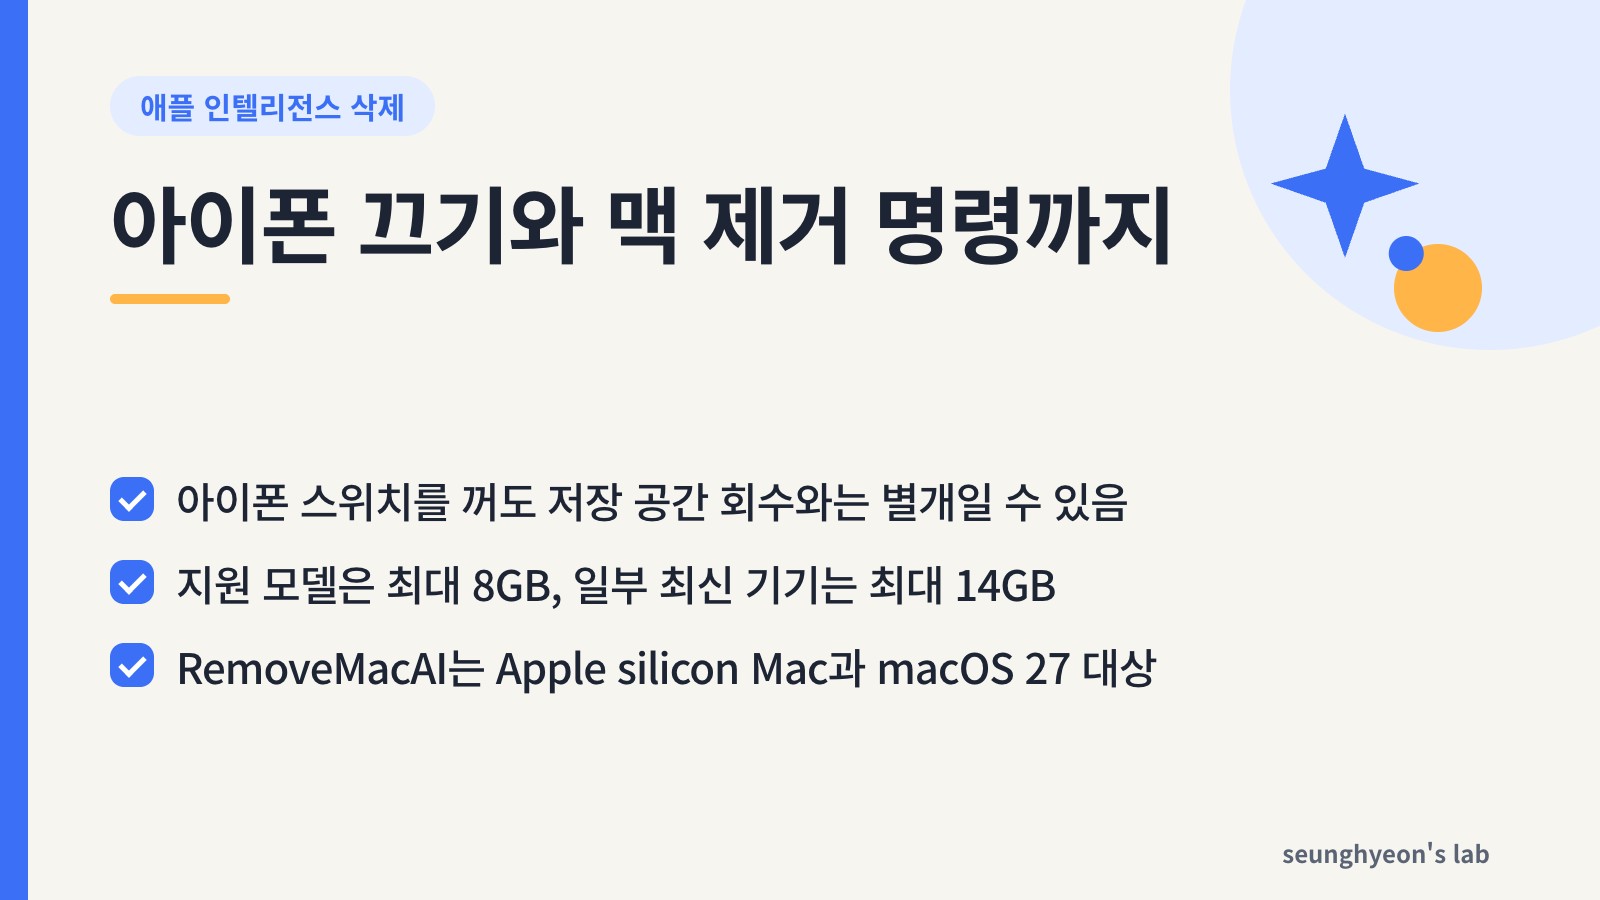 애플 인텔리전스 삭제
아이폰 끄기와 맥 제거 명령까지
아이폰 스위치를 꺼도 저장 공간 회수와는 별개일 수 있음
지원 모델은 최대 8GB, 일부 최신 기기는 최대 14GB
RemoveMacAI는 Apple silicon Mac과 macOS 27 대상
seunghyeon's lab